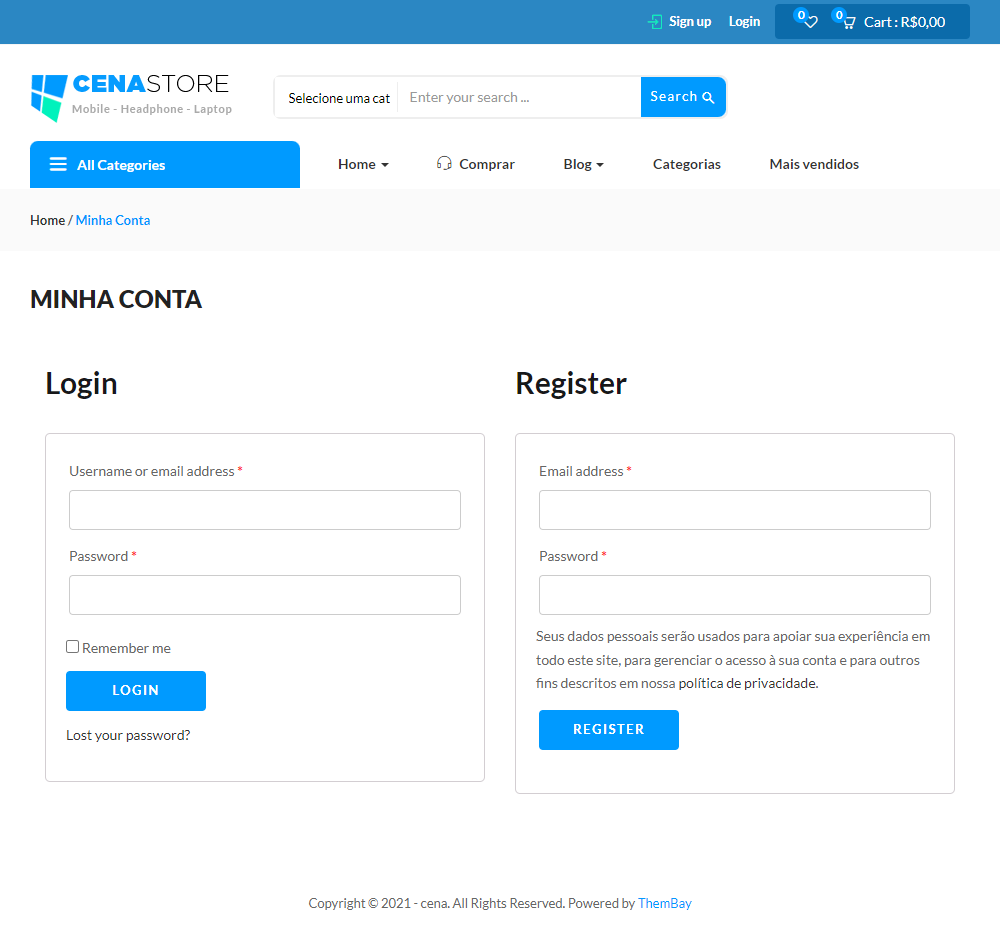 Sign up Login 0 0 Cart : R$0,00
CENASTORE
Mobile - Headphone - Laptop
Selecione uma cat Enter your search ... Search
All Categories Home Comprar Blog Categorias Mais vendidos
Home / Minha Conta
MINHA CONTA
Login
Username or email address *
Password *
Remember me
LOGIN
Lost your password?
Register
Email address *
Password *
Seus dados pessoais serão usados para apoiar sua experiência em
todo este site, para gerenciar o acesso à sua conta e para outros
fins descritos em nossa política de privacidade.
REGISTER
Copyright © 2021 - cena. All Rights Reserved. Powered by ThemBay